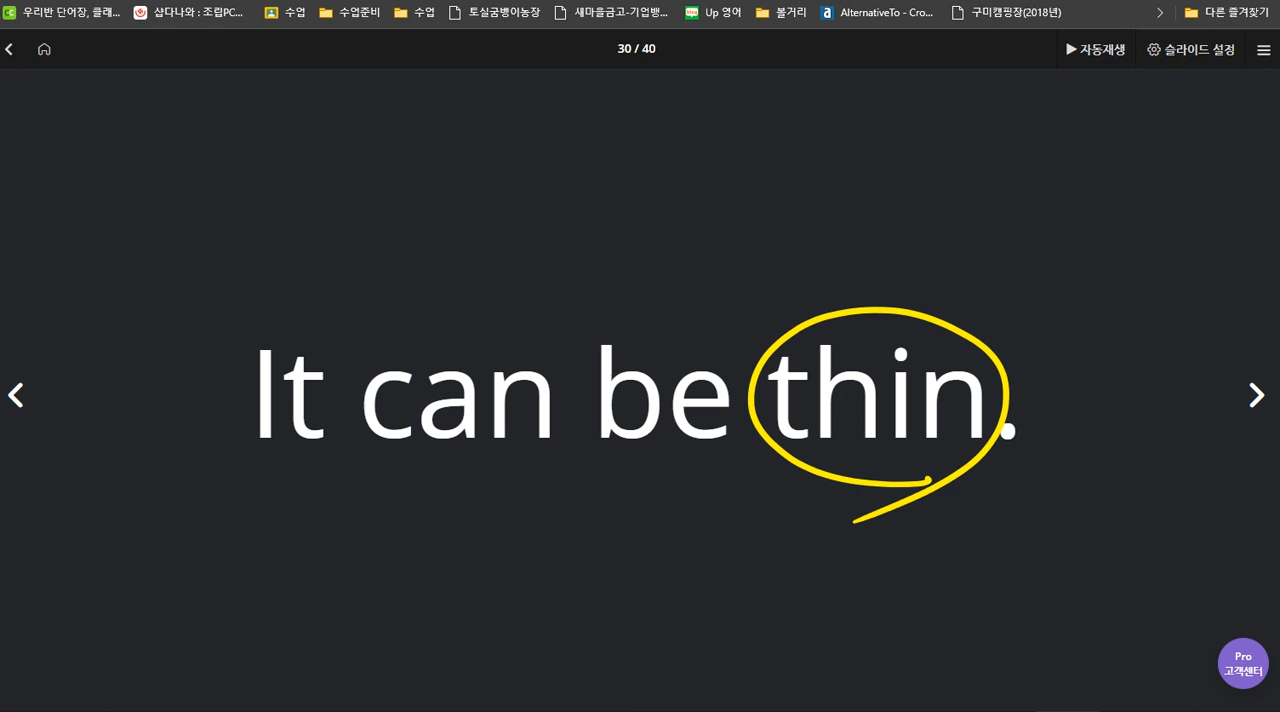 우리반 단어장, 클래... 샵다나와 : 조립PC... 수업 수업준비 수업 토실굼벵이농장 새마을금고-기업뱅... Up 영어 볼거리 AlternativeTo - Cro... 구미캠핑장(2018년) 다른 즐겨찾기
30 / 40 자동재생 슬라이드 설정
It can be thin.
Pro
고객센터